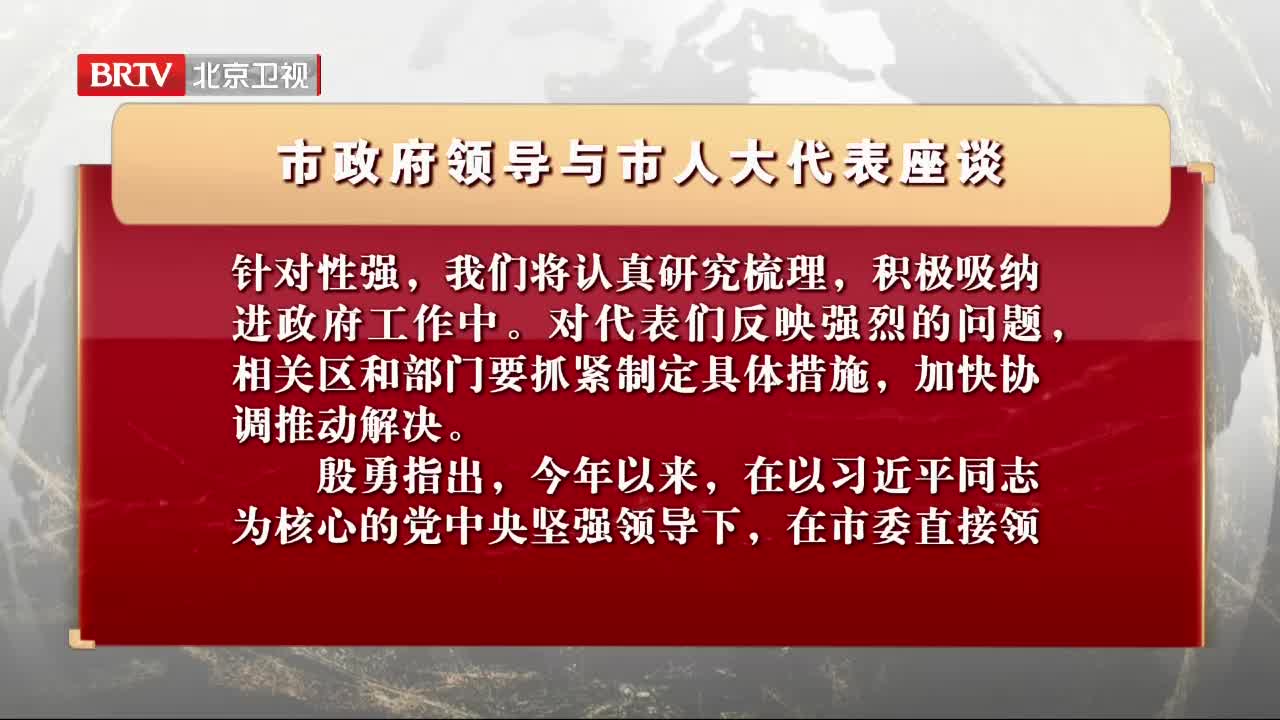 BRTV 北京卫视
市政府领导与市人大代表座谈
针对性强，我们将认真研究梳理，积极吸纳
进政府工作中。对代表们反映强烈的问题，
相关区和部门要抓紧制定具体措施，加快协
调推动解决。
殷勇指出，今年以来，在以习近平同志
为核心的党中央坚强领导下，在市委直接领